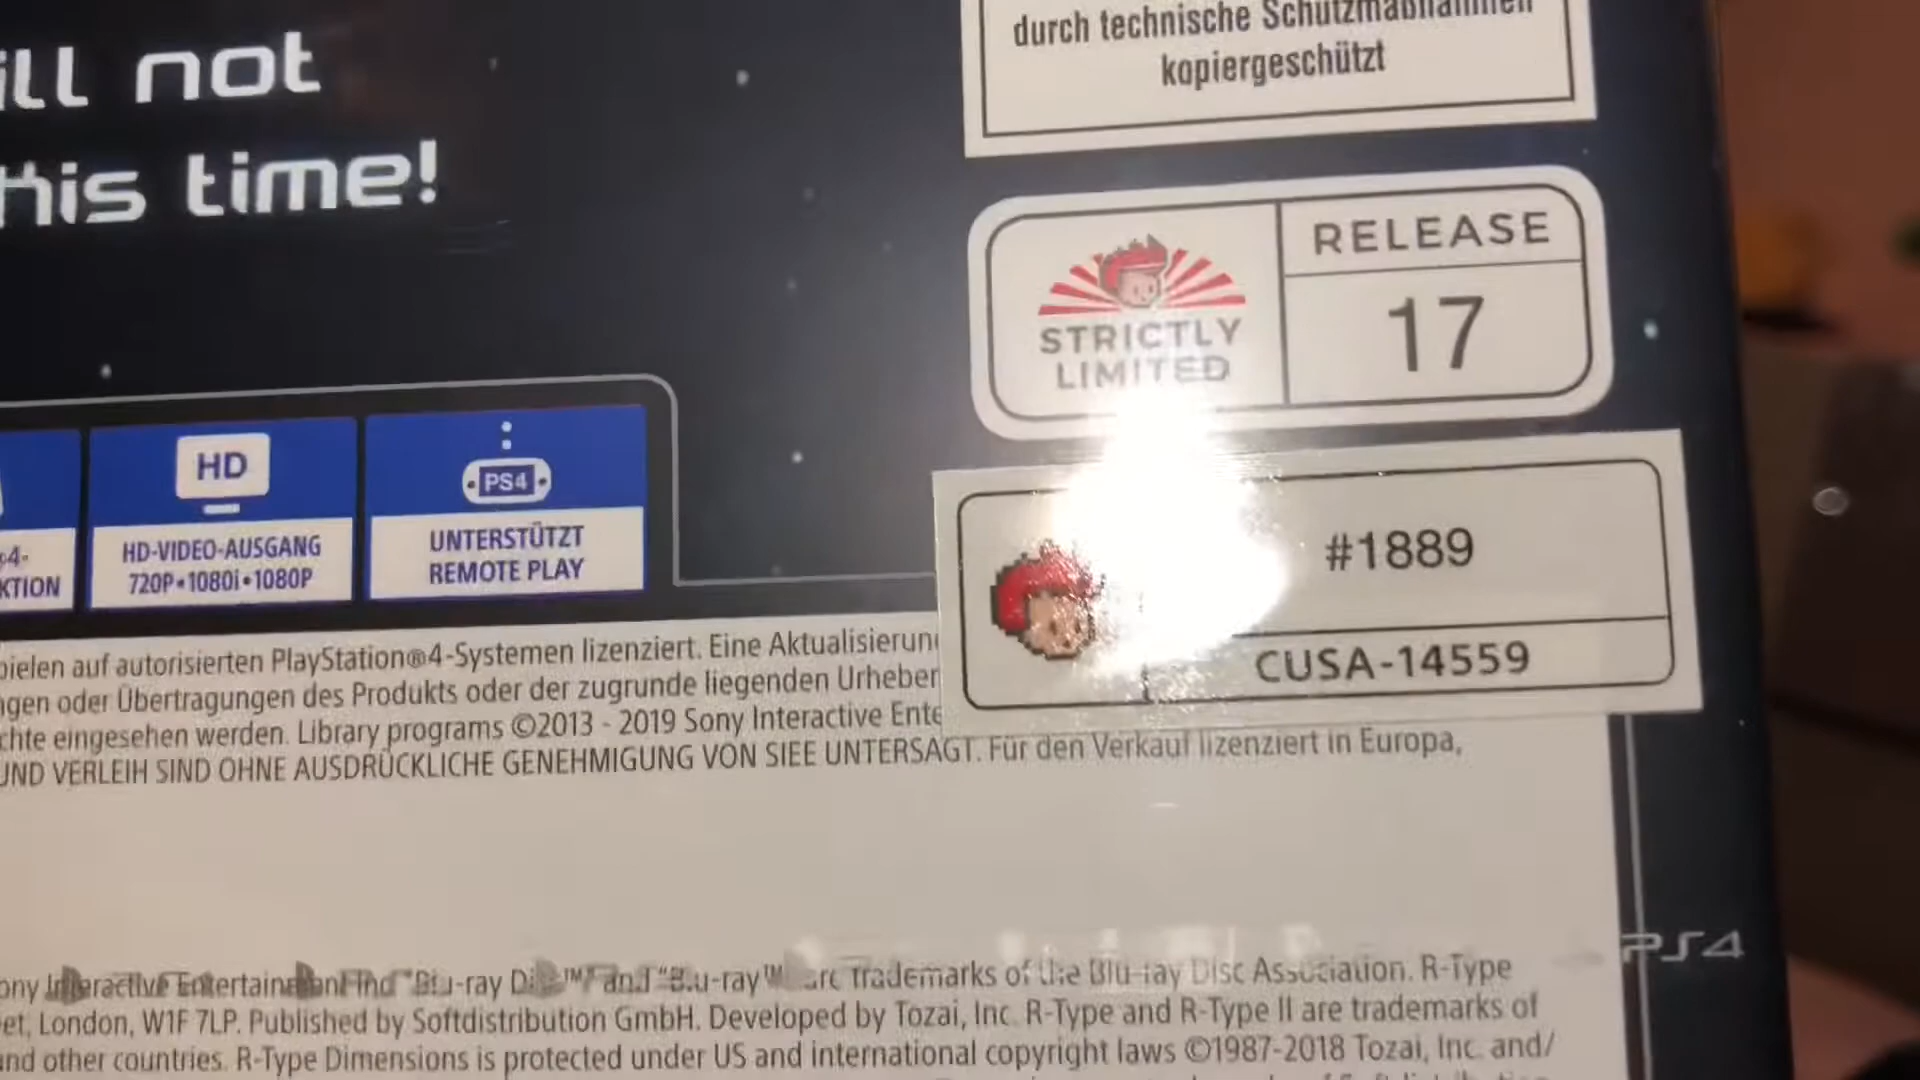 ill not
his time!
durch technische Schutzmaßnahmen
kopiergeschützt
STRICTLY
LIMITED
RELEASE
17
#1889
CUSA-14559
4-
KTION
HD
HD-VIDEO-AUSGANG
720P•1080i•1080P
PS4
UNTERSTÜTZT
REMOTE PLAY
pielen auf autorisierten PlayStation®4-Systemen lizenziert. Eine Aktualisierun
ngen oder Übertragungen des Produkts oder der zugrunde liegenden Urheber
chte eingesehen werden. Library programs ©2013 - 2019 Sony Interactive Ente
UND VERLEIH SIND OHNE AUSDRÜCKLICHE GENEHMIGUNG VON SIEE UNTERSAGT. Für den Verkauf lizenziert in Europa,
PS4
ony Interactive Entertainment Inc "Blu-ray Disc™" and "Blu-ray™" are trademarks of the Blu-ray Disc Association. R-Type
et, London, W1F 7LP. Published by Softdistribution GmbH. Developed by Tozai, Inc. R-Type and R-Type II are trademarks of
and other countries. R-Type Dimensions is protected under US and international copyright laws ©1987-2018 Tozai, Inc. and/